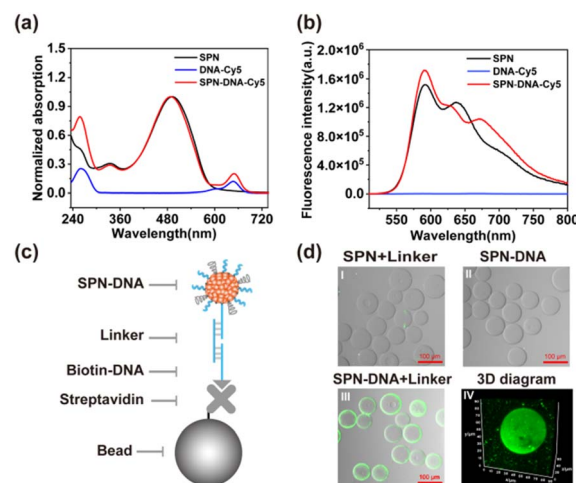 (a)
Normalized absorption
1.5
1.2
0.9
0.6
0.3
0.0
240 360 480 600 720
Wavelength(nm)
SPN
DNA-Cy5
SPN-DNA-Cy5
(b)
Fluorescence intensity(a.u.)
2.0×10⁶
1.6×10⁶
1.2×10⁶
8.0×10⁵
4.0×10⁵
0.0
550 600 650 700 750 800
Wavelength(nm)
SPN
DNA-Cy5
SPN-DNA-Cy5
(c)
SPN-DNA
Linker
Biotin-DNA
Streptavidin
Bead
(d)
SPN+Linker
I
100 μm
SPN-DNA
II
100 μm
SPN-DNA+Linker
III
100 μm
3D diagram
IV